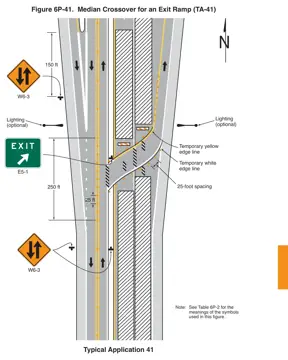 Figure 6P-41. Median Crossover for an Exit Ramp (TA-41)
N
150 ft
W6-3
Lighting
(optional)
Lighting
(optional)
EXIT
E5-1
Temporary yellow
edge line
Temporary white
edge line
25-foot spacing
250 ft
25 ft
W6-3
Note: See Table 6P-2 for the
meanings of the symbols
used in this figure.
Typical Application 41